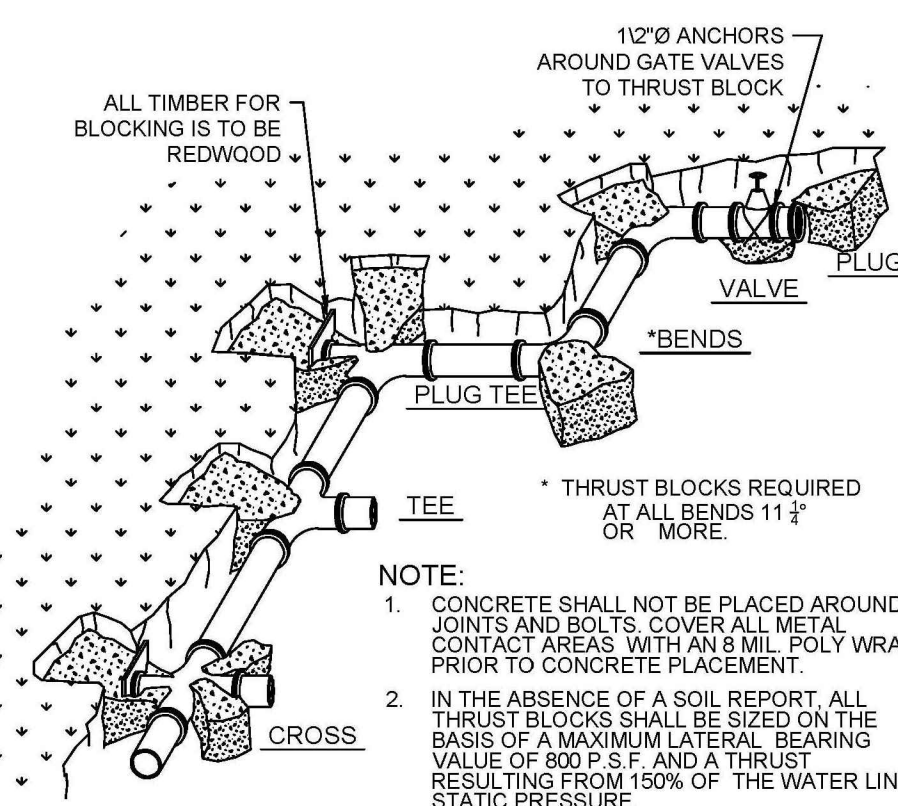 1\2"Ø ANCHORS
AROUND GATE VALVES
TO THRUST BLOCK
ALL TIMBER FOR
BLOCKING IS TO BE
REDWOOD
PLUG
VALVE
*BENDS
PLUG TEE
* THRUST BLOCKS REQUIRED
AT ALL BENDS 11 1/4°
OR MORE.
TEE
NOTE:
1. CONCRETE SHALL NOT BE PLACED AROUND
JOINTS AND BOLTS. COVER ALL METAL
CONTACT AREAS WITH AN 8 MIL. POLY WRA
PRIOR TO CONCRETE PLACEMENT.
2. IN THE ABSENCE OF A SOIL REPORT, ALL
THRUST BLOCKS SHALL BE SIZED ON THE
BASIS OF A MAXIMUM LATERAL BEARING
VALUE OF 800 P.S.F. AND A THRUST
RESULTING FROM 150% OF THE WATER LIN
STATIC PRESSURE
CROSS